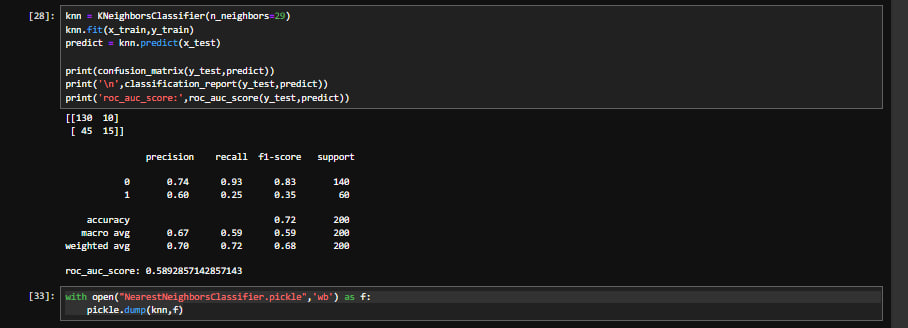 [28]: knn = KNeighborsClassifier(n_neighbors=29)
knn.fit(x_train,y_train)
predict = knn.predict(x_test)
print(confusion_matrix(y_test,predict))
print('\n',classification_report(y_test,predict))
print('roc_auc_score:',roc_auc_score(y_test,predict))
[[130 10]
[ 45 15]]
precision recall f1-score support
0 0.74 0.93 0.83 140
1 0.60 0.25 0.35 60
accuracy 0.72 200
macro avg 0.67 0.59 0.59 200
weighted avg 0.70 0.72 0.68 200
roc_auc_score: 0.5892857142857143
[33]: with open("NearestNeighborsClassifier.pickle",'wb') as f:
pickle.dump(knn,f)